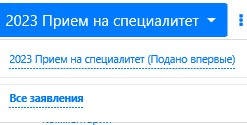 2023 Прием на специалитет
2023 Прием на специалитет (Подано впервые)
Все заявления